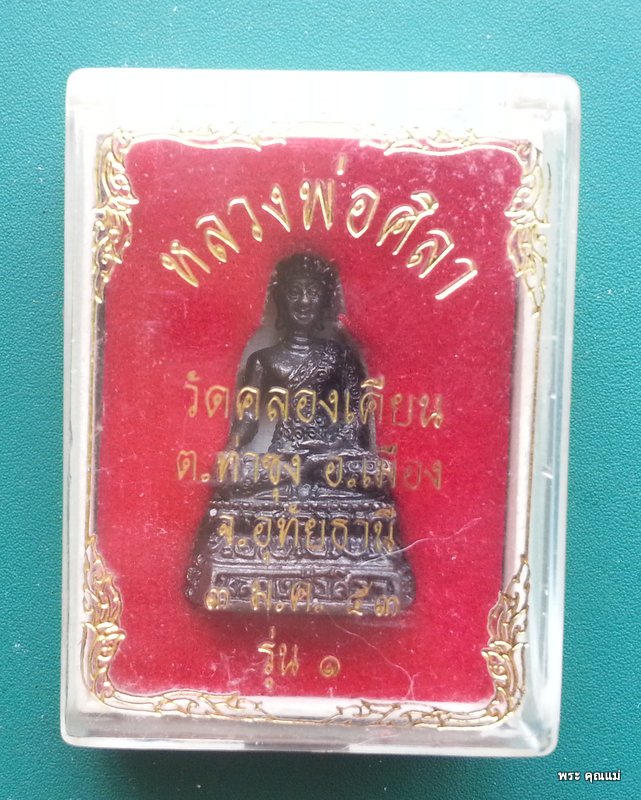 หลวงพ่อศิลา
วัดคลองเคียน
ต.ท่าซุง อ.เมือง
จ.อุทัยธานี
๓ ม.ค. ๕๓
รุ่น ๑
พระ คุณแม่